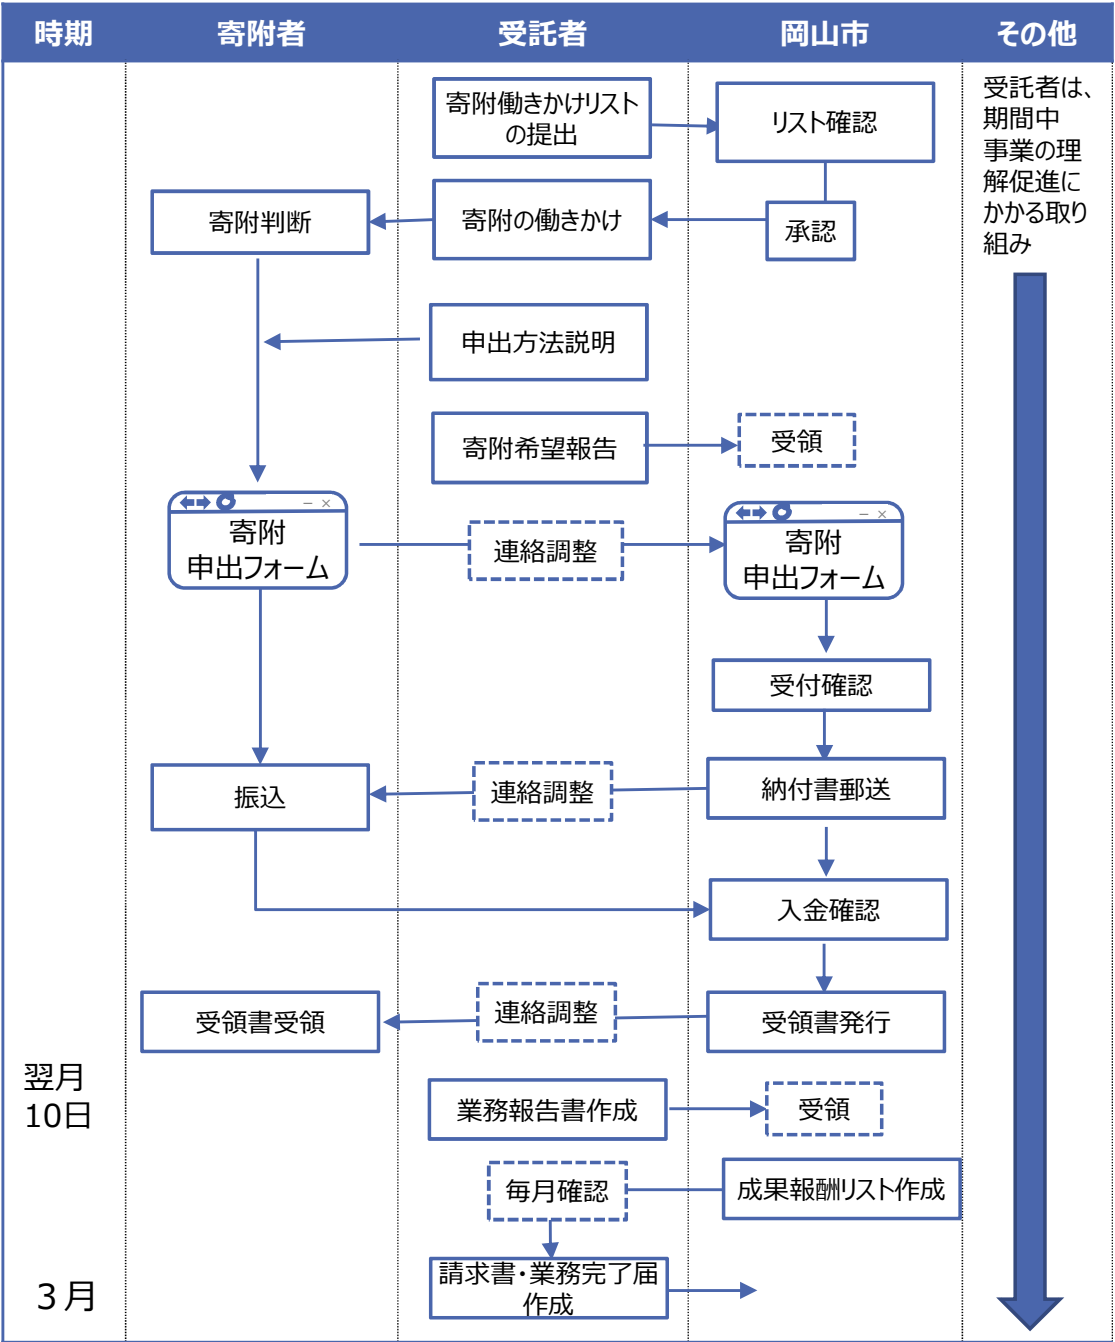 時期
寄附者
受託者
岡山市
その他
寄附働きかけリスト
の提出
リスト確認
受託者は、
期間中
事業の理
解促進に
かかる取り
組み
寄附判断
寄附の働きかけ
承認
申出方法説明
寄附希望報告
受領
寄附
申出フォーム
連絡調整
寄附
申出フォーム
受付確認
振込
連絡調整
納付書郵送
入金確認
受領書受領
連絡調整
受領書発行
翌月
10日
業務報告書作成
受領
毎月確認
成果報酬リスト作成
3月
請求書・業務完了届
作成